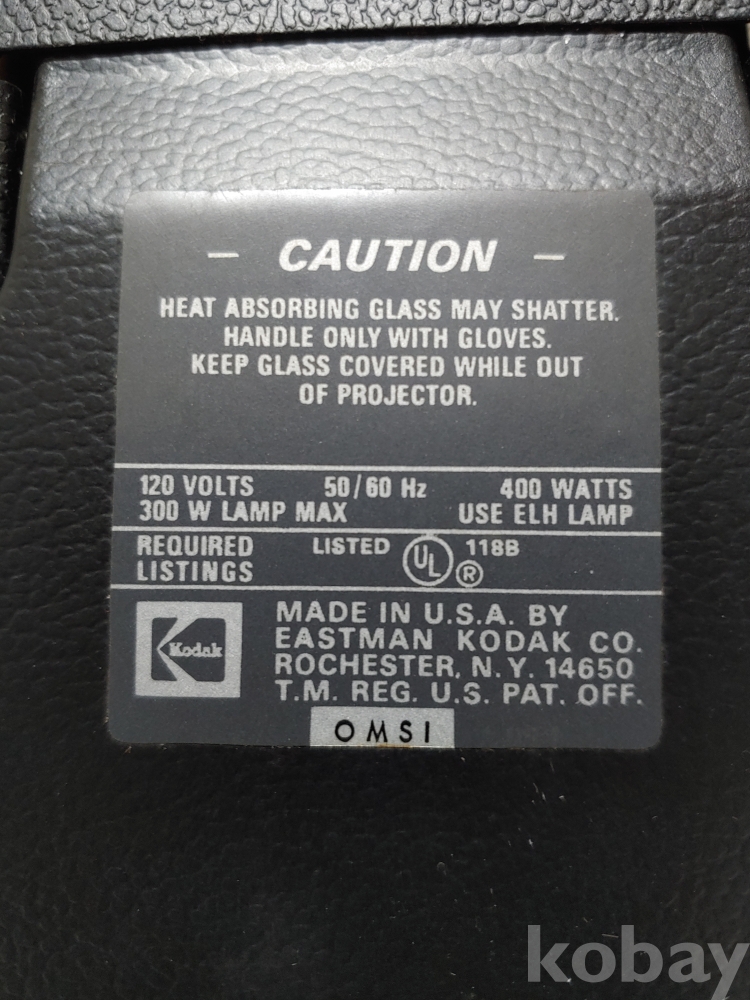 — CAUTION —
HEAT ABSORBING GLASS MAY SHATTER.
HANDLE ONLY WITH GLOVES.
KEEP GLASS COVERED WHILE OUT
OF PROJECTOR.
120 VOLTS 50/60 Hz 400 WATTS
300 W LAMP MAX USE ELH LAMP
REQUIRED LISTED UL ® 118B
LISTINGS
Kodak
MADE IN U.S.A. BY
EASTMAN KODAK CO.
ROCHESTER, N.Y. 14650
T.M. REG. U.S. PAT. OFF.
OMSI
kobay